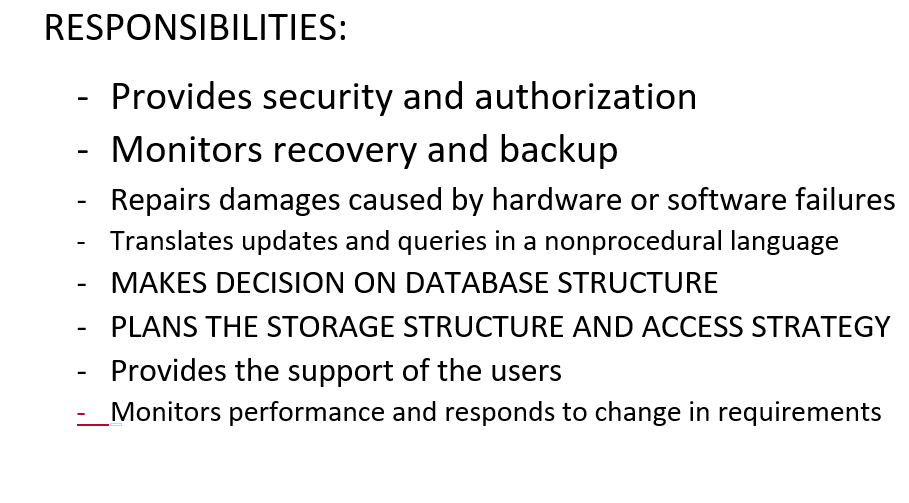 RESPONSIBILITIES:
- Provides security and authorization
- Monitors recovery and backup
- Repairs damages caused by hardware or software failures
- Translates updates and queries in a nonprocedural language
- MAKES DECISION ON DATABASE STRUCTURE
- PLANS THE STORAGE STRUCTURE AND ACCESS STRATEGY
- Provides the support of the users
- Monitors performance and responds to change in requirements